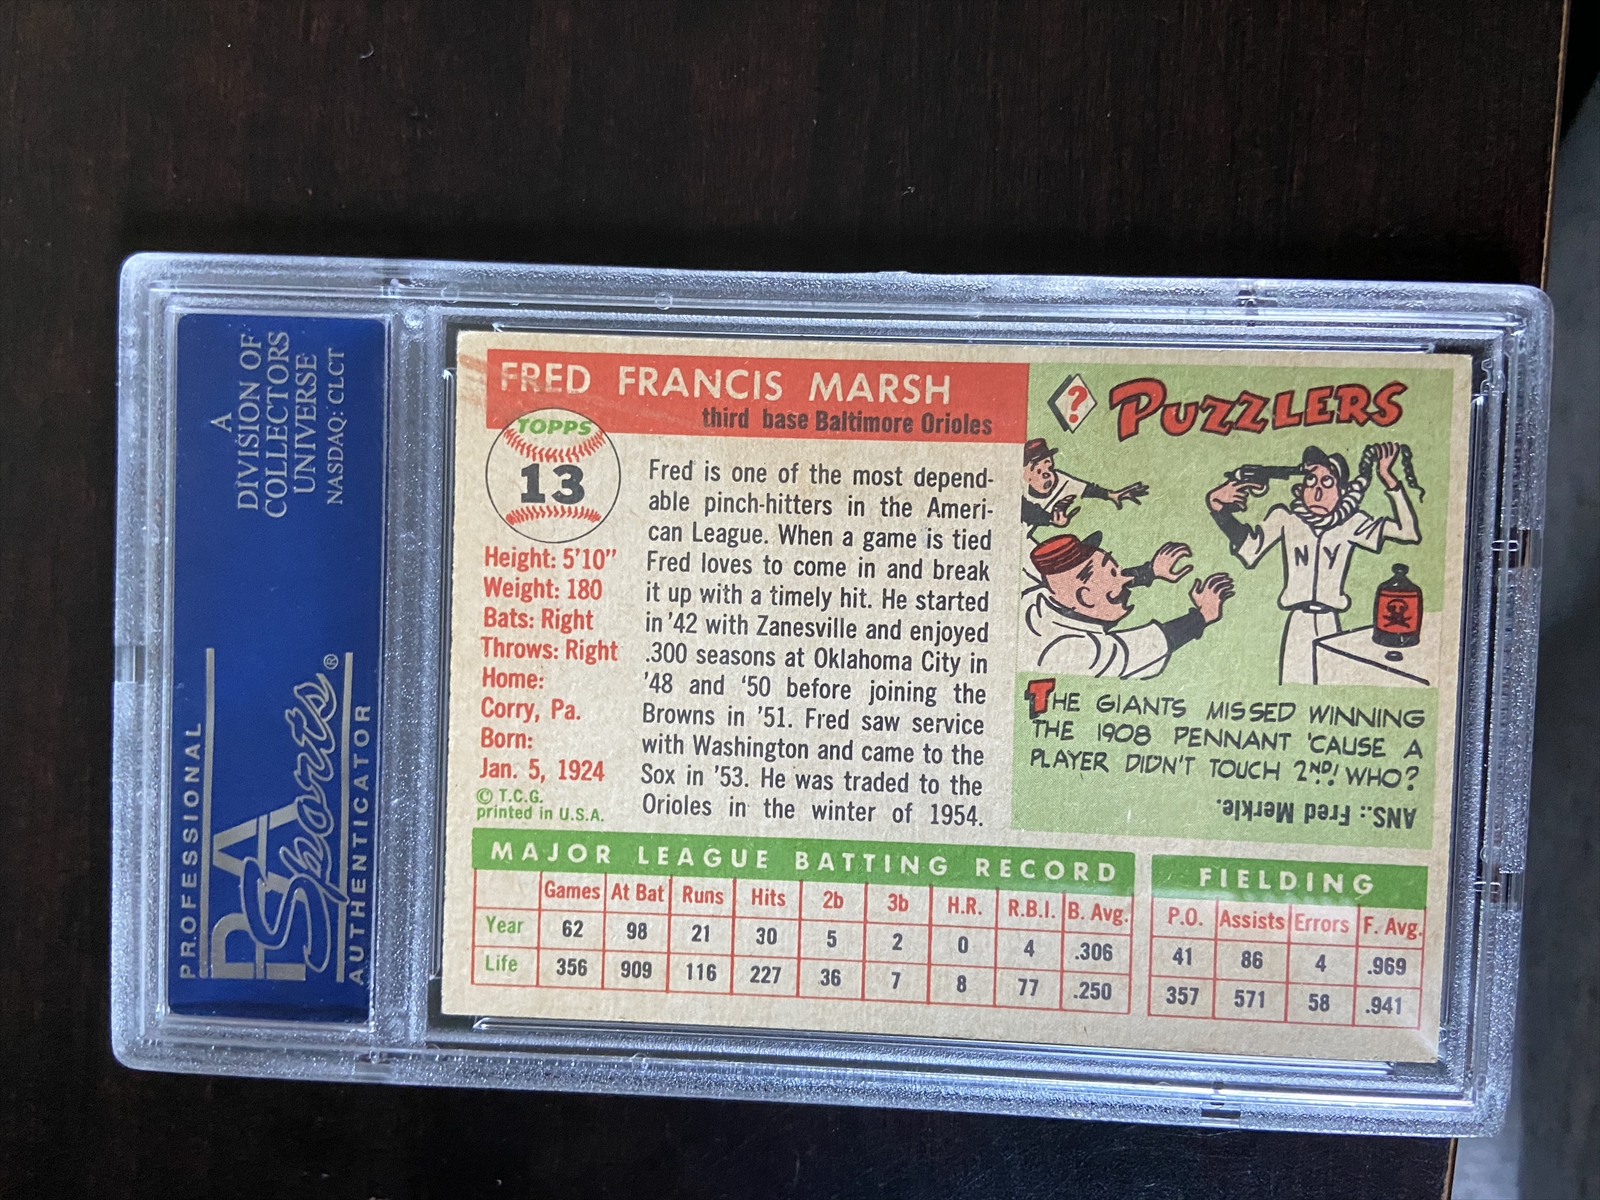 A
DIVISION OF
COLLECTORS
UNIVERSE
NASDAQ: CLCT
PROFESSIONAL
PSA
Sports®
AUTHENTICATOR
FRED FRANCIS MARSH
third base Baltimore Orioles
TOPPS
13
Height: 5'10"
Weight: 180
Bats: Right
Throws: Right
Home:
Corry, Pa.
Born:
Jan. 5, 1924
© T.C.G.
printed in U.S.A.
Fred is one of the most depend-
able pinch-hitters in the Ameri-
can League. When a game is tied
Fred loves to come in and break
it up with a timely hit. He started
in '42 with Zanesville and enjoyed
.300 seasons at Oklahoma City in
'48 and '50 before joining the
Browns in '51. Fred saw service
with Washington and came to the
Sox in '53. He was traded to the
Orioles in the winter of 1954.
? PUZZLERS
NY
THE GIANTS MISSED WINNING
THE 1908 PENNANT 'CAUSE A
PLAYER DIDN'T TOUCH 2ND! WHO?
ANS.: Fred Merkle.
MAJOR LEAGUE BATTING RECORD
Games At Bat Runs Hits 2b 3b H.R. R.B.I. B. Avg.
Year 62 98 21 30 5 2 0 4 .306
Life 356 909 116 227 36 7 8 77 .250
FIELDING
P.O. Assists Errors F. Avg.
41 86 4 .969
357 571 58 .941